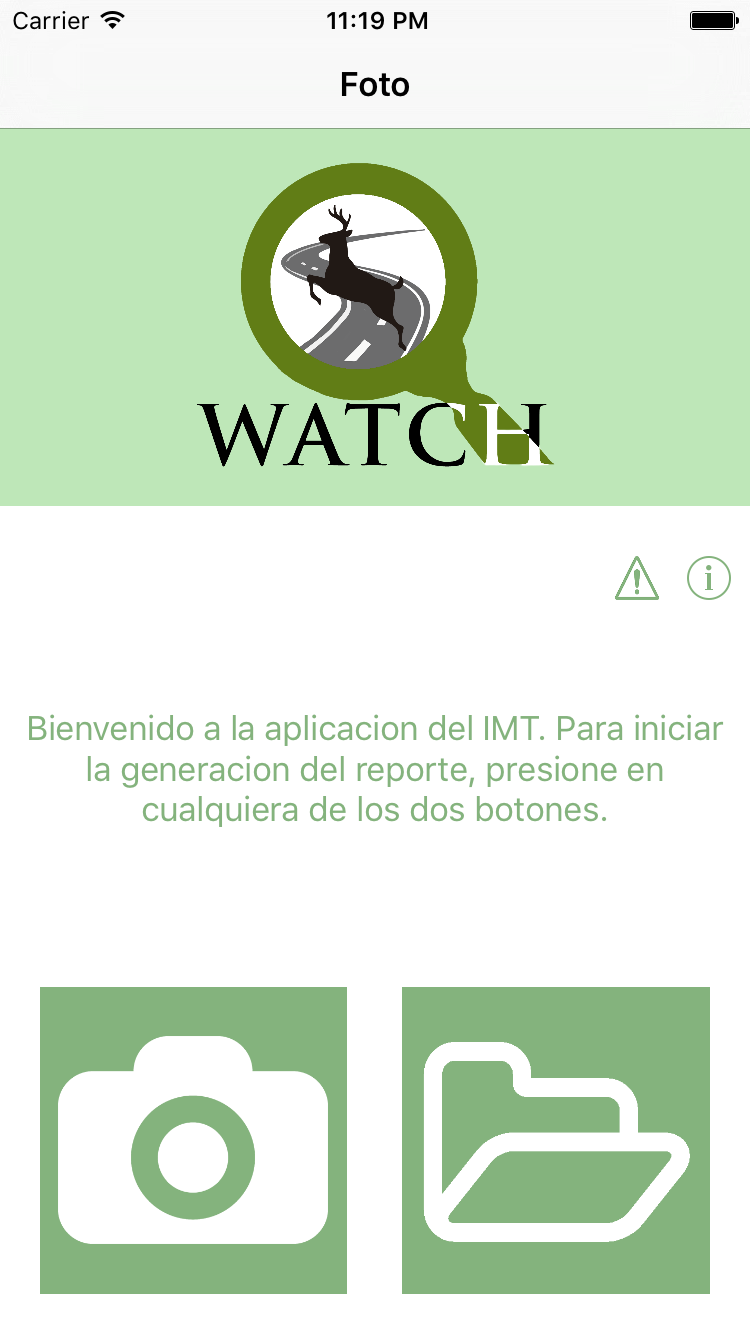 Carrier 11:19 PM
Foto
WATCH
Bienvenido a la aplicacion del IMT. Para iniciar
la generacion del reporte, presione en
cualquiera de los dos botones.